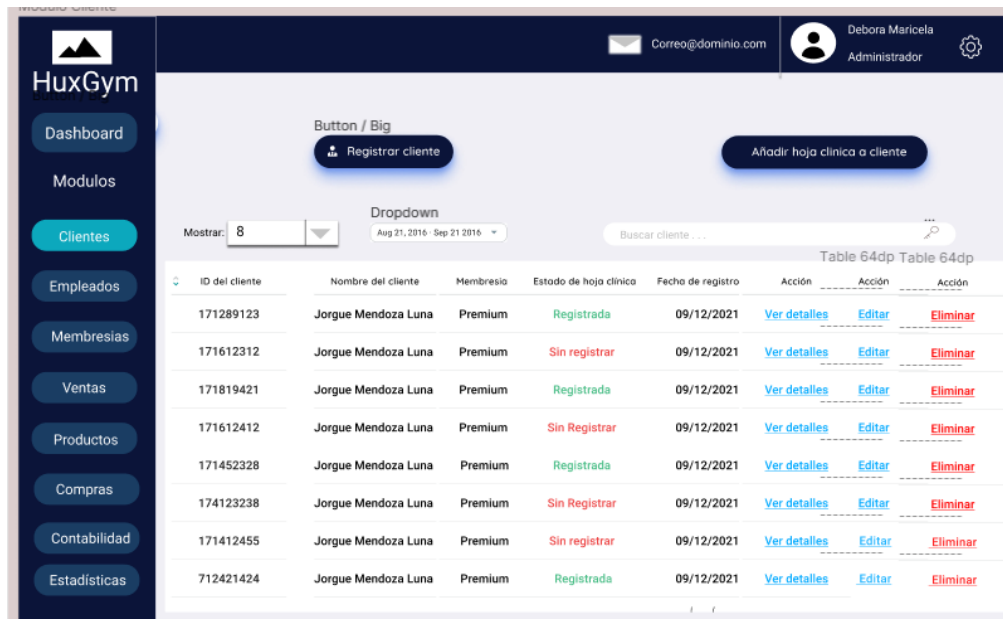 Modulo Cliente
HuxGym
Button / Big
Dashboard
Modulos
Clientes
Empleados
Membresias
Ventas
Productos
Compras
Contabilidad
Estadísticas
Correo@dominio.com
Debora Maricela
Administrador
Button / Big
Registrar cliente
Añadir hoja clinica a cliente
Mostrar: 8
Dropdown
Aug 21, 2016 - Sep 21 2016
Buscar cliente . . .
...
Table 64dp Table 64dp
ID del cliente Nombre del cliente Membresia Estado de hoja clínica Fecha de registro Acción Acción Acción
171289123 Jorgue Mendoza Luna Premium Registrada 09/12/2021 Ver detalles Editar Eliminar
171612312 Jorgue Mendoza Luna Premium Sin registrar 09/12/2021 Ver detalles Editar Eliminar
171819421 Jorgue Mendoza Luna Premium Registrada 09/12/2021 Ver detalles Editar Eliminar
171612412 Jorgue Mendoza Luna Premium Sin Registrar 09/12/2021 Ver detalles Editar Eliminar
171452328 Jorgue Mendoza Luna Premium Registrada 09/12/2021 Ver detalles Editar Eliminar
174123238 Jorgue Mendoza Luna Premium Sin Registrar 09/12/2021 Ver detalles Editar Eliminar
171412455 Jorgue Mendoza Luna Premium Sin registrar 09/12/2021 Ver detalles Editar Eliminar
712421424 Jorgue Mendoza Luna Premium Registrada 09/12/2021 Ver detalles Editar Eliminar